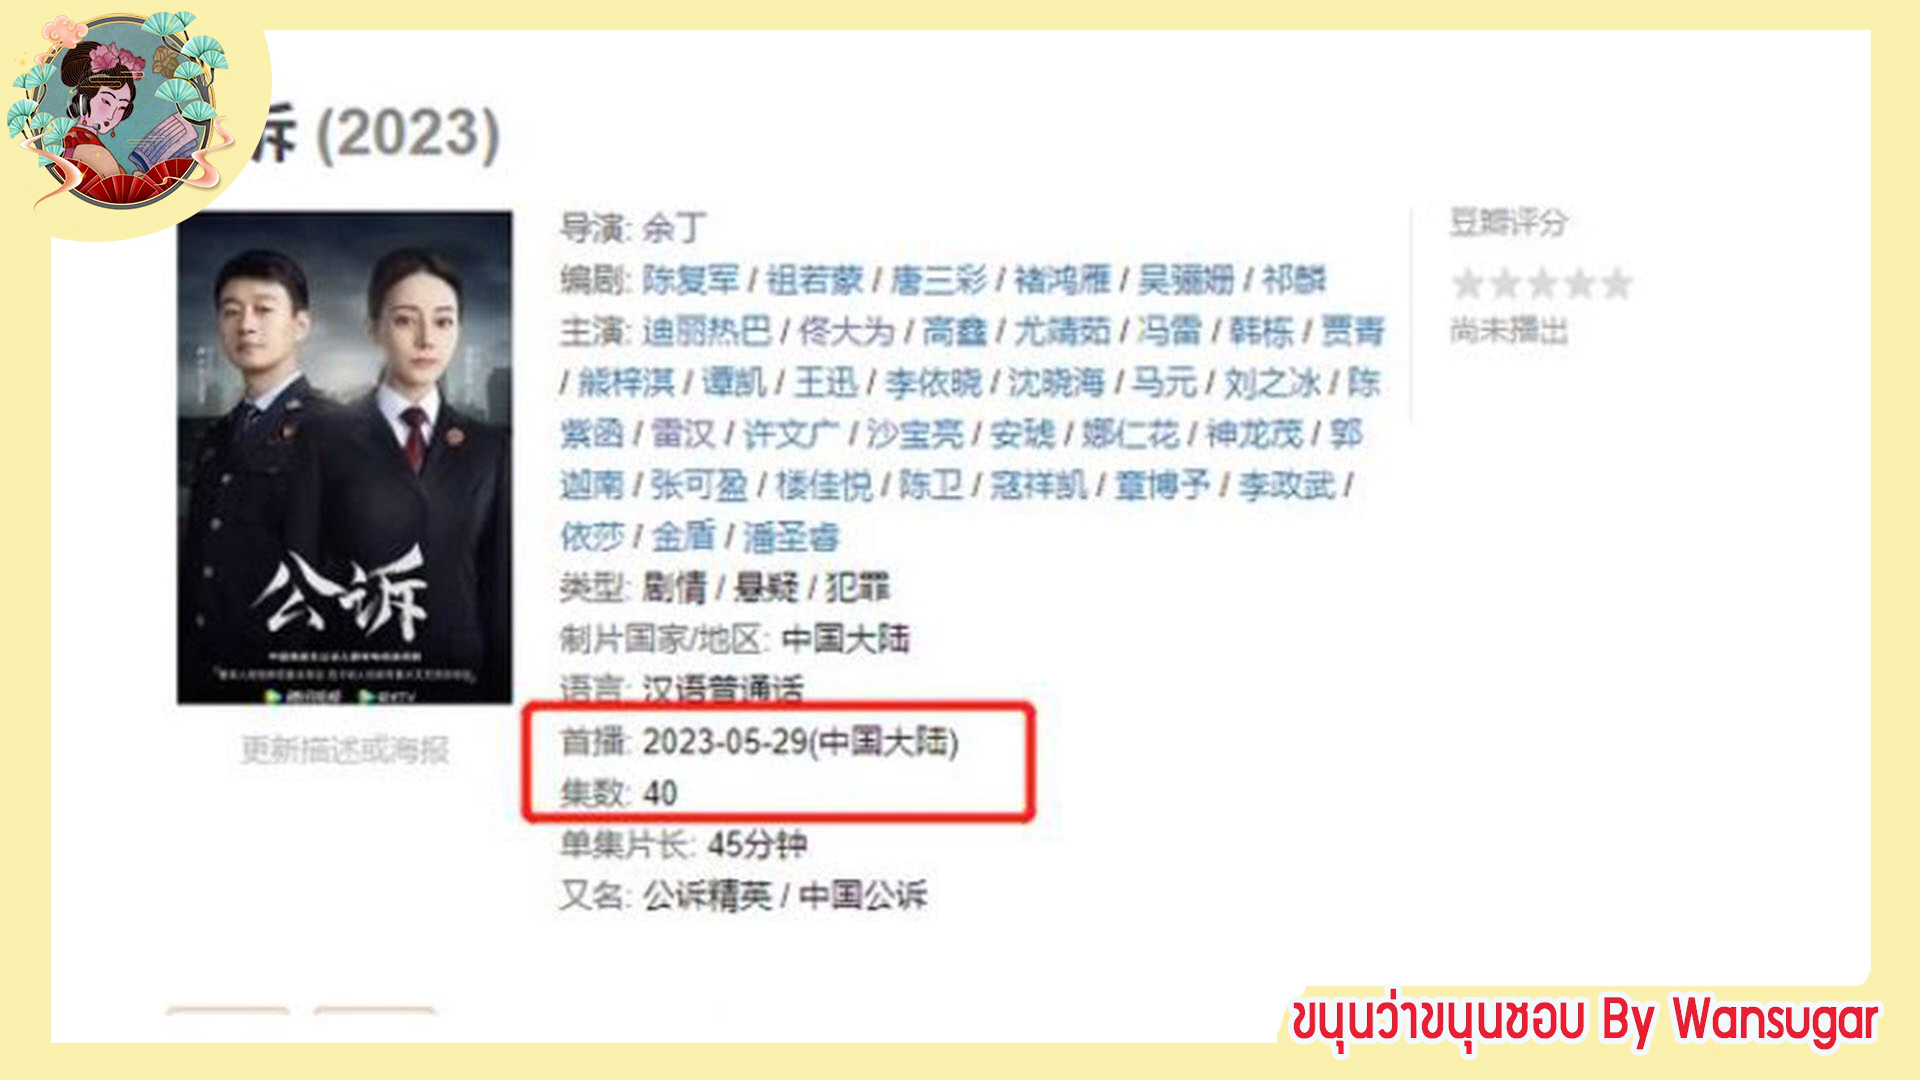 诉 (2023)
导演: 余丁
编剧: 陈复军 / 祖若蒙 / 唐三彩 / 褚鸿雁 / 吴骊姗 / 祁麟
主演: 迪丽热巴 / 佟大为 / 高鑫 / 尤靖茹 / 冯雷 / 韩栋 / 贾青
/ 熊梓淇 / 谭凯 / 王迅 / 李依晓 / 沈晓海 / 马元 / 刘之冰 / 陈
紫函 / 雷汉 / 许文广 / 沙宝亮 / 安琥 / 娜仁花 / 神龙茂 / 郭
迦南 / 张可盈 / 楼佳悦 / 陈卫 / 寇祥凯 / 章博予 / 李政武 /
依莎 / 金盾 / 潘圣睿
类型: 剧情 / 悬疑 / 犯罪
制片国家/地区: 中国大陆
语言: 汉语普通话
首播: 2023-05-29(中国大陆)
集数: 40
单集片长: 45分钟
又名: 公诉精英 / 中国公诉
豆瓣评分
尚未播出
公诉
更新描述或海报
ขนุนว่าขนุนชอบ By Wansugar